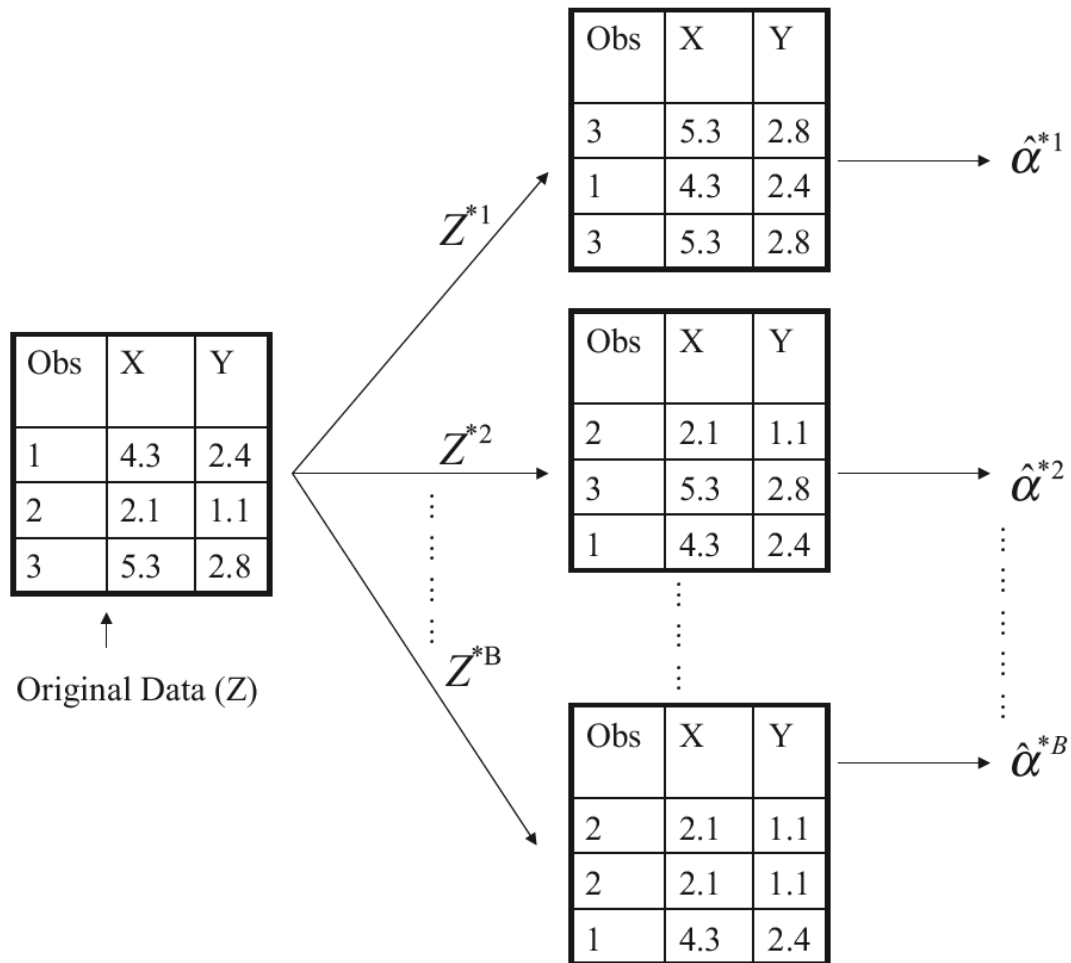 Obs X Y
3 5.3 2.8
1 4.3 2.4
3 5.3 2.8
α̂*1
Z*1
Obs X Y
1 4.3 2.4
2 2.1 1.1
3 5.3 2.8
Original Data (Z)
Z*2
Obs X Y
2 2.1 1.1
3 5.3 2.8
1 4.3 2.4
α̂*2
Z*B
Obs X Y
2 2.1 1.1
2 2.1 1.1
1 4.3 2.4
α̂*B